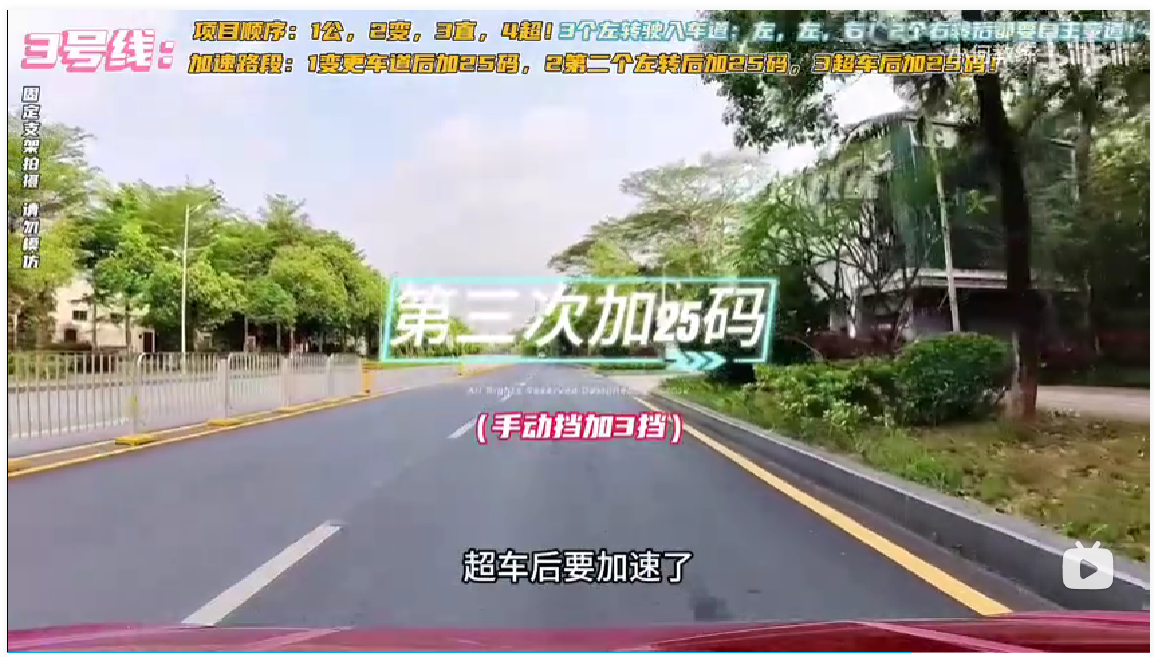 3号线:
项目顺序：1公，2变，3直，4超！3个左转驶入车道：左，左，右！2个右转后即变自主变道！
加速路段：1变更车道后加25码，2第二个左转后加25码，3超车后加25码！
bilibili
固定支架拍摄 请勿模仿
第三次加25码
All Rights Reserved
(手动挡加3挡)
超车后要加速了